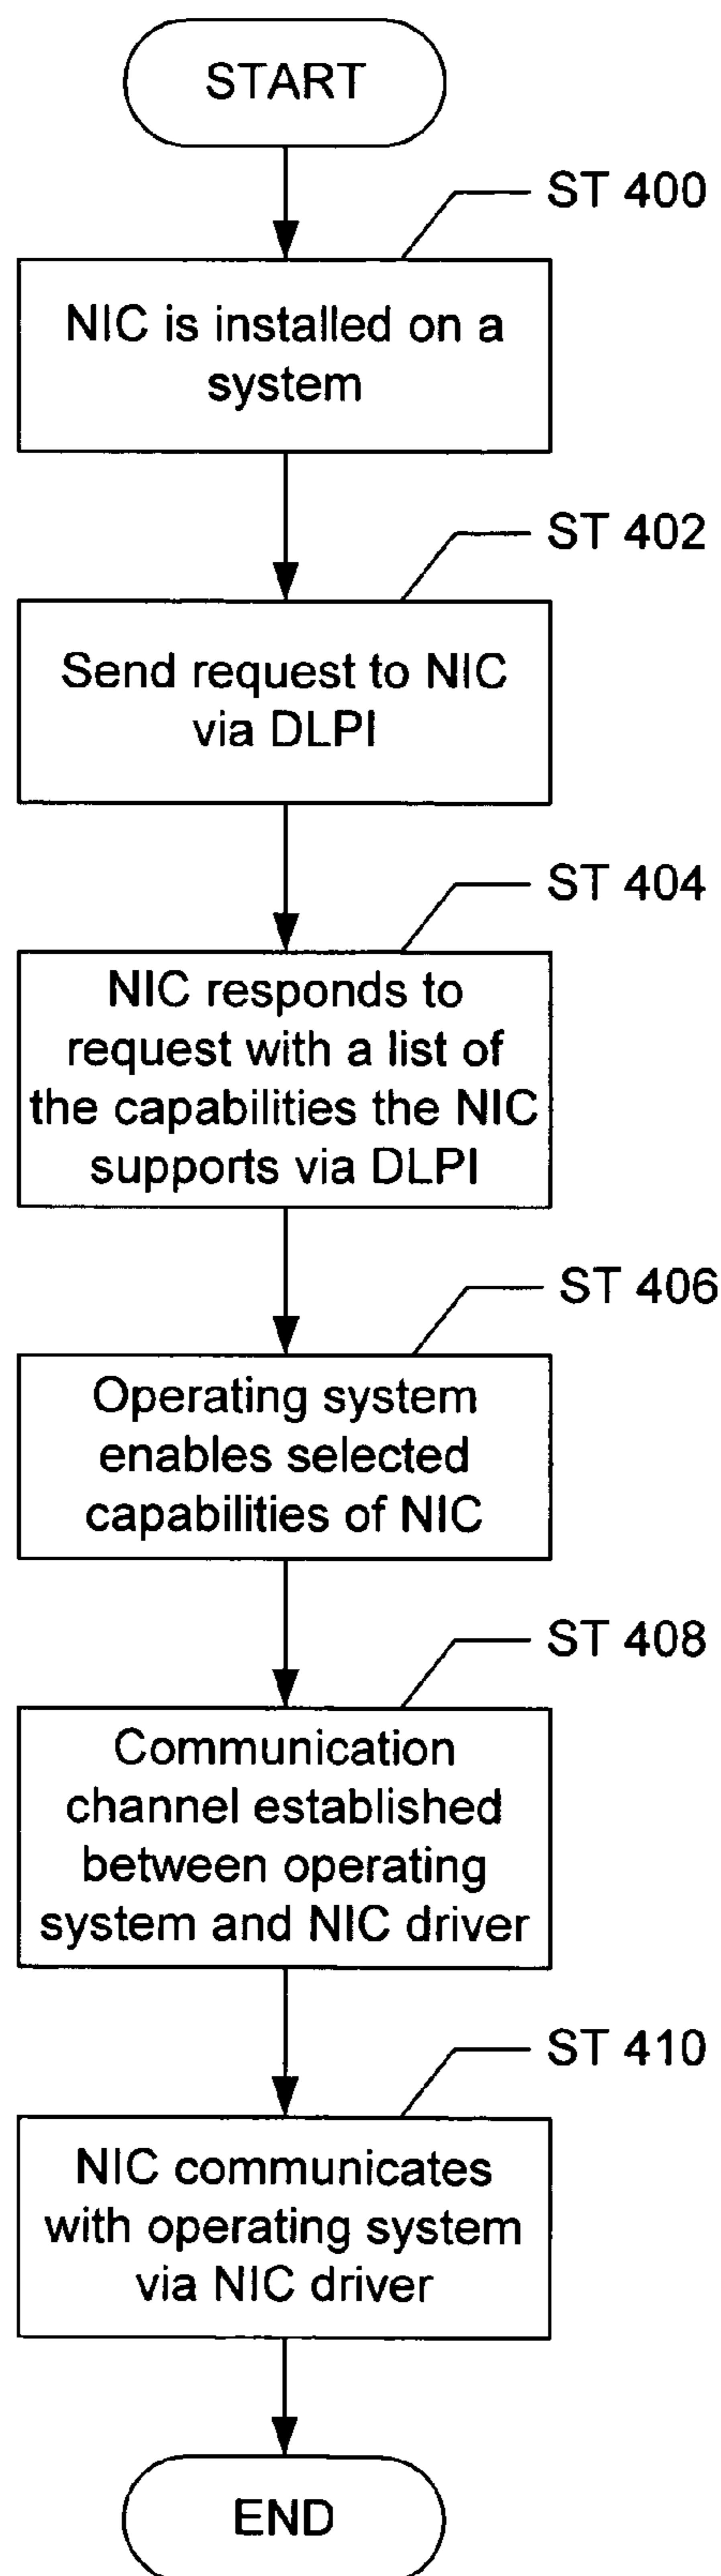 START
ST 400
NIC is installed on a
system
ST 402
Send request to NIC
via DLPI
ST 404
NIC responds to
request with a list of
the capabilities the NIC
supports via DLPI
ST 406
Operating system
enables selected
capabilities of NIC
ST 408
Communication
channel established
between operating
system and NIC driver
ST 410
NIC communicates
with operating system
via NIC driver
END